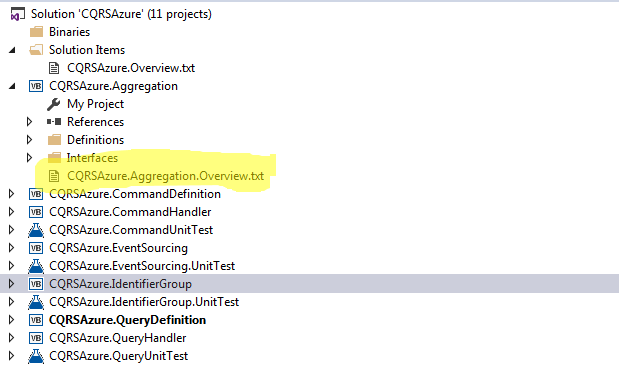 Solution 'CQRSAzure' (11 projects)
Binaries
Solution Items
CQRSAzure.Overview.txt
VB CQRSAzure.Aggregation
My Project
References
Definitions
Interfaces
CQRSAzure.Aggregation.Overview.txt
VB CQRSAzure.CommandDefinition
VB CQRSAzure.CommandHandler
CQRSAzure.CommandUnitTest
VB CQRSAzure.EventSourcing
CQRSAzure.EventSourcing.UnitTest
VB CQRSAzure.IdentifierGroup
CQRSAzure.IdentifierGroup.UnitTest
VB CQRSAzure.QueryDefinition
VB CQRSAzure.QueryHandler
CQRSAzure.QueryUnitTest